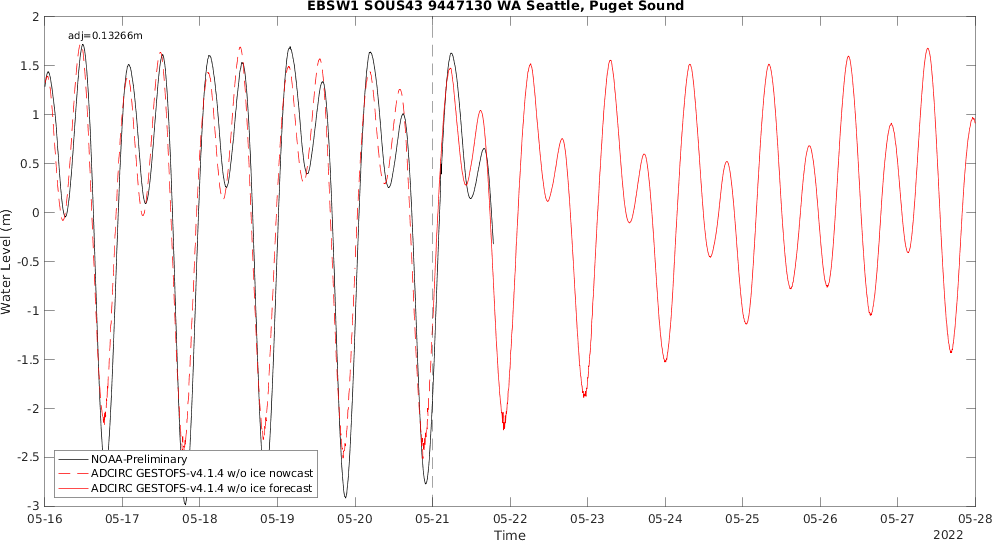 EBSW1 SOUS43 9447130 WA Seattle, Puget Sound
adj=0.13266m
2
1.5
1
0.5
0
-0.5
-1
-1.5
-2
-2.5
-3
Water Level (m)
NOAA-Preliminary
ADCIRC GESTOFS-v4.1.4 w/o ice nowcast
ADCIRC GESTOFS-v4.1.4 w/o ice forecast
05-16 05-17 05-18 05-19 05-20 05-21 05-22 05-23 05-24 05-25 05-26 05-27 05-28
Time
2022